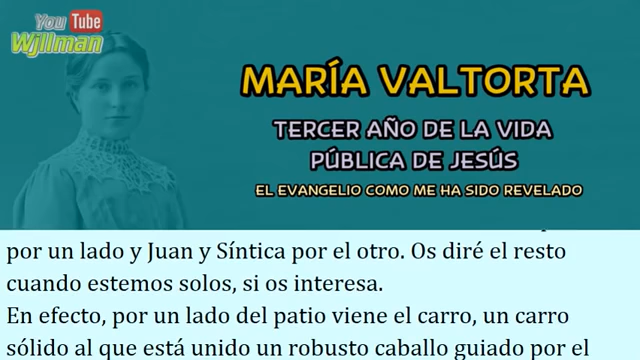 You Tube
Wjllman
MARÍA VALTORTA
TERCER AÑO DE LA VIDA
PÚBLICA DE JESÚS
EL EVANGELIO COMO ME HA SIDO REVELADO
por un lado y Juan y Síntica por el otro. Os diré el resto
cuando estemos solos, si os interesa.
En efecto, por un lado del patio viene el carro, un carro
sólido al que está unido un robusto caballo guiado por el